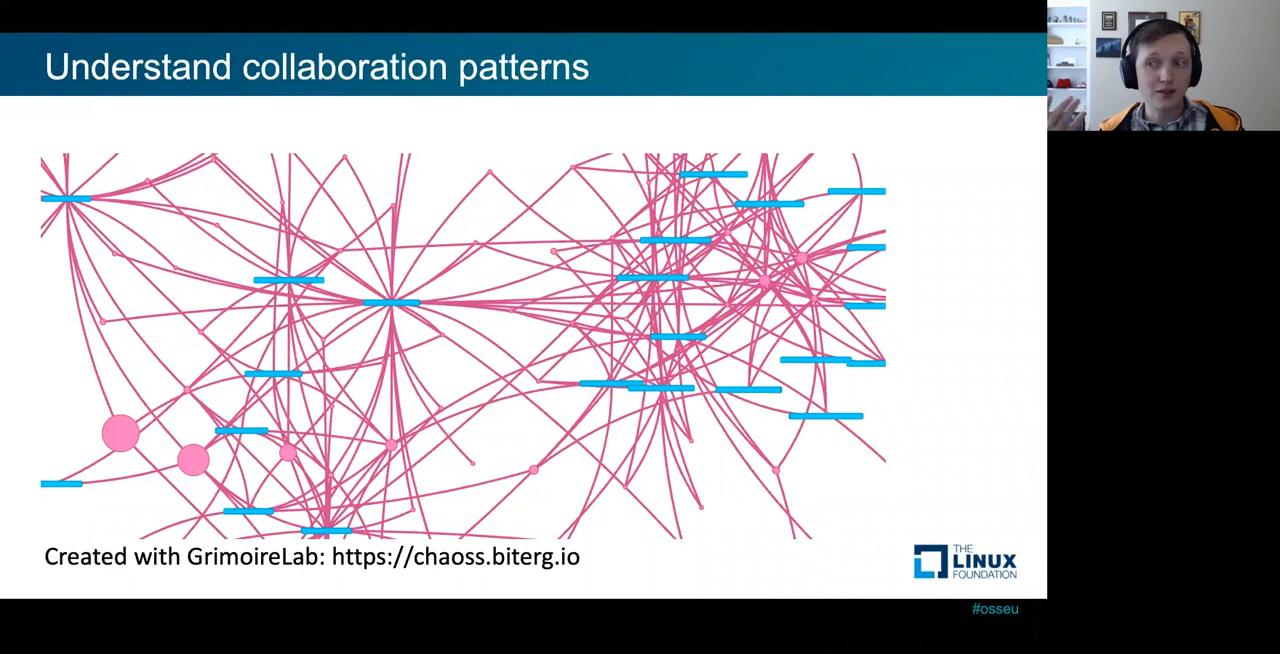 Understand collaboration patterns
Created with GrimoireLab: https://chaoss.biterg.io
THE
LINUX
FOUNDATION
#osseu